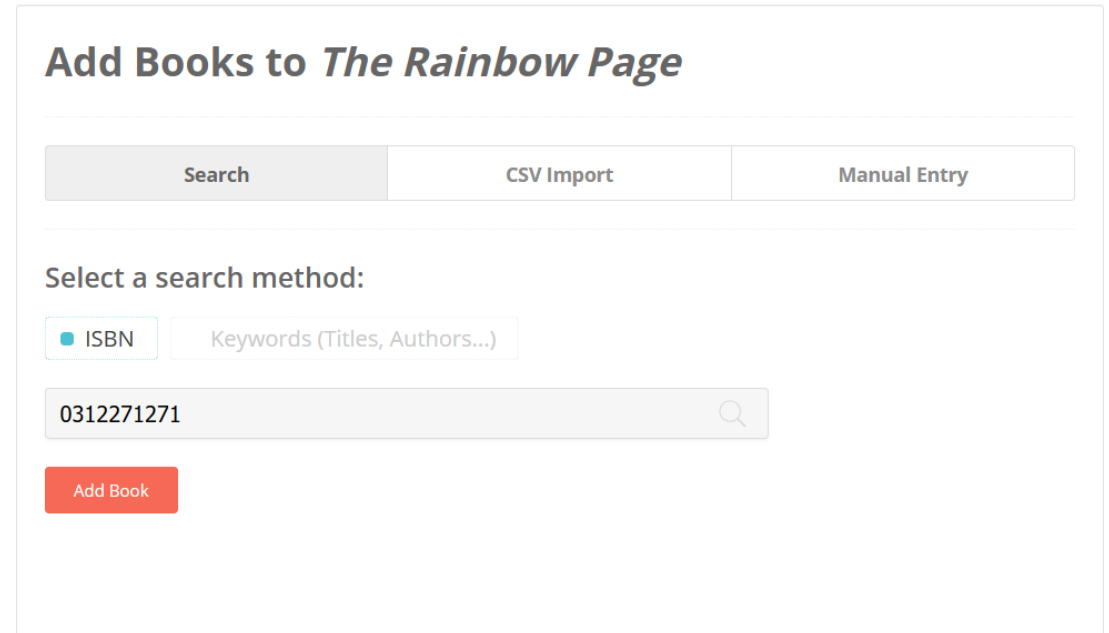 Add Books to The Rainbow Page
Search CSV Import Manual Entry
Select a search method:
ISBN Keywords (Titles, Authors...)
0312271271
Add Book